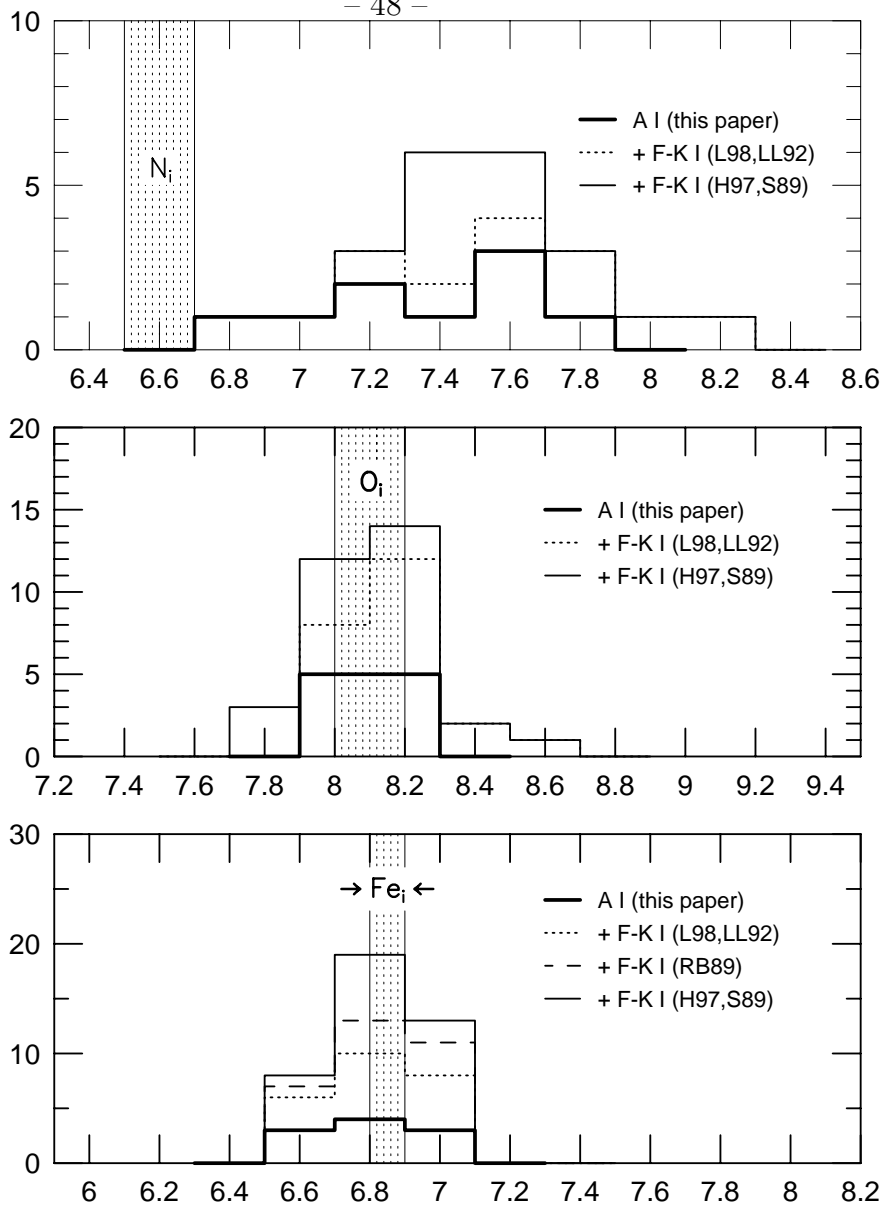 – 48 –
10
5
0
N_i
A I (this paper)
+ F-K I (L98,LL92)
+ F-K I (H97,S89)
6.4 6.6 6.8 7 7.2 7.4 7.6 7.8 8 8.2 8.4 8.6
20
15
10
5
0
O_i
A I (this paper)
+ F-K I (L98,LL92)
+ F-K I (H97,S89)
7.2 7.4 7.6 7.8 8 8.2 8.4 8.6 8.8 9 9.2 9.4
30
20
10
0
→ Fe_i ←
A I (this paper)
+ F-K I (L98,LL92)
+ F-K I (RB89)
+ F-K I (H97,S89)
6 6.2 6.4 6.6 6.8 7 7.2 7.4 7.6 7.8 8 8.2